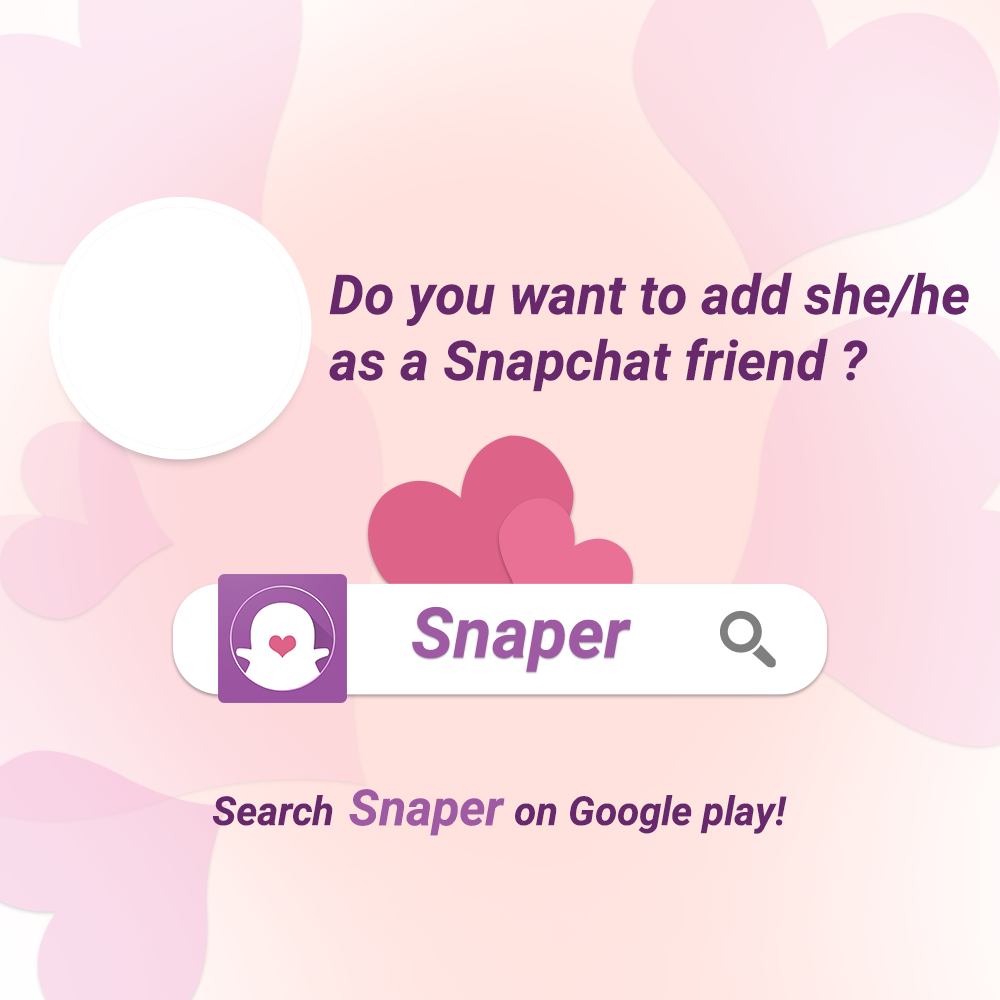 Do you want to add she/he
as a Snapchat friend ?
Snaper
Search Snaper on Google play!